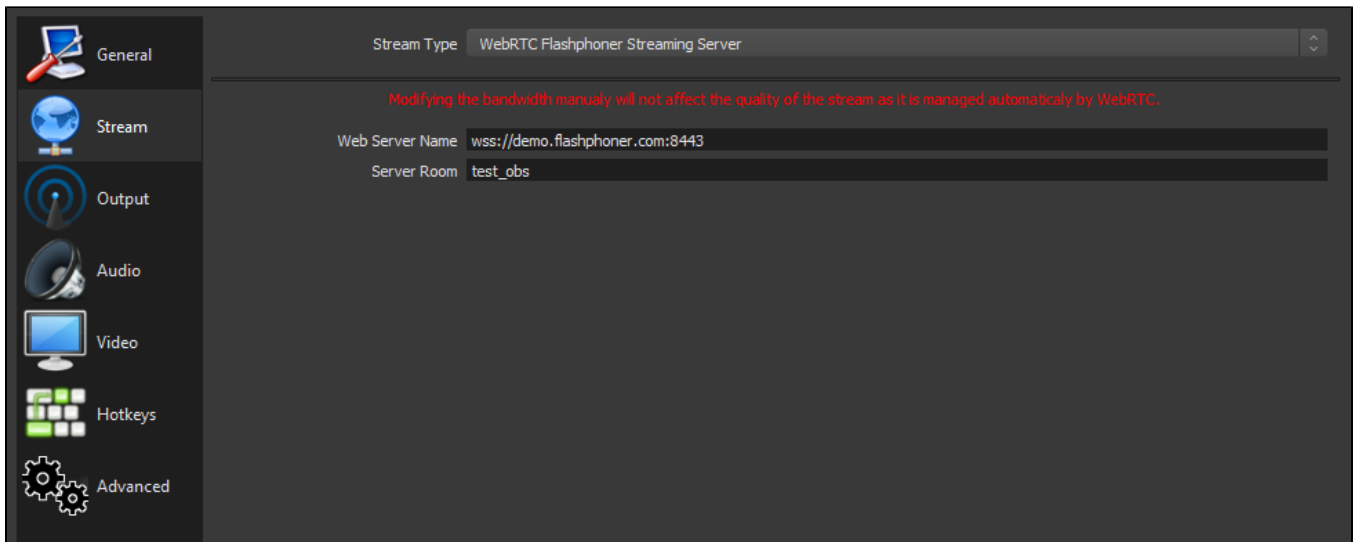 General
Stream
Output
Audio
Video
Hotkeys
Advanced
Stream Type WebRTC Flashphoner Streaming Server
Modifying the bandwidth manualy will not affect the quality of the stream as it is managed automaticaly by WebRTC.
Web Server Name wss://demo.flashphoner.com:8443
Server Room test_obs